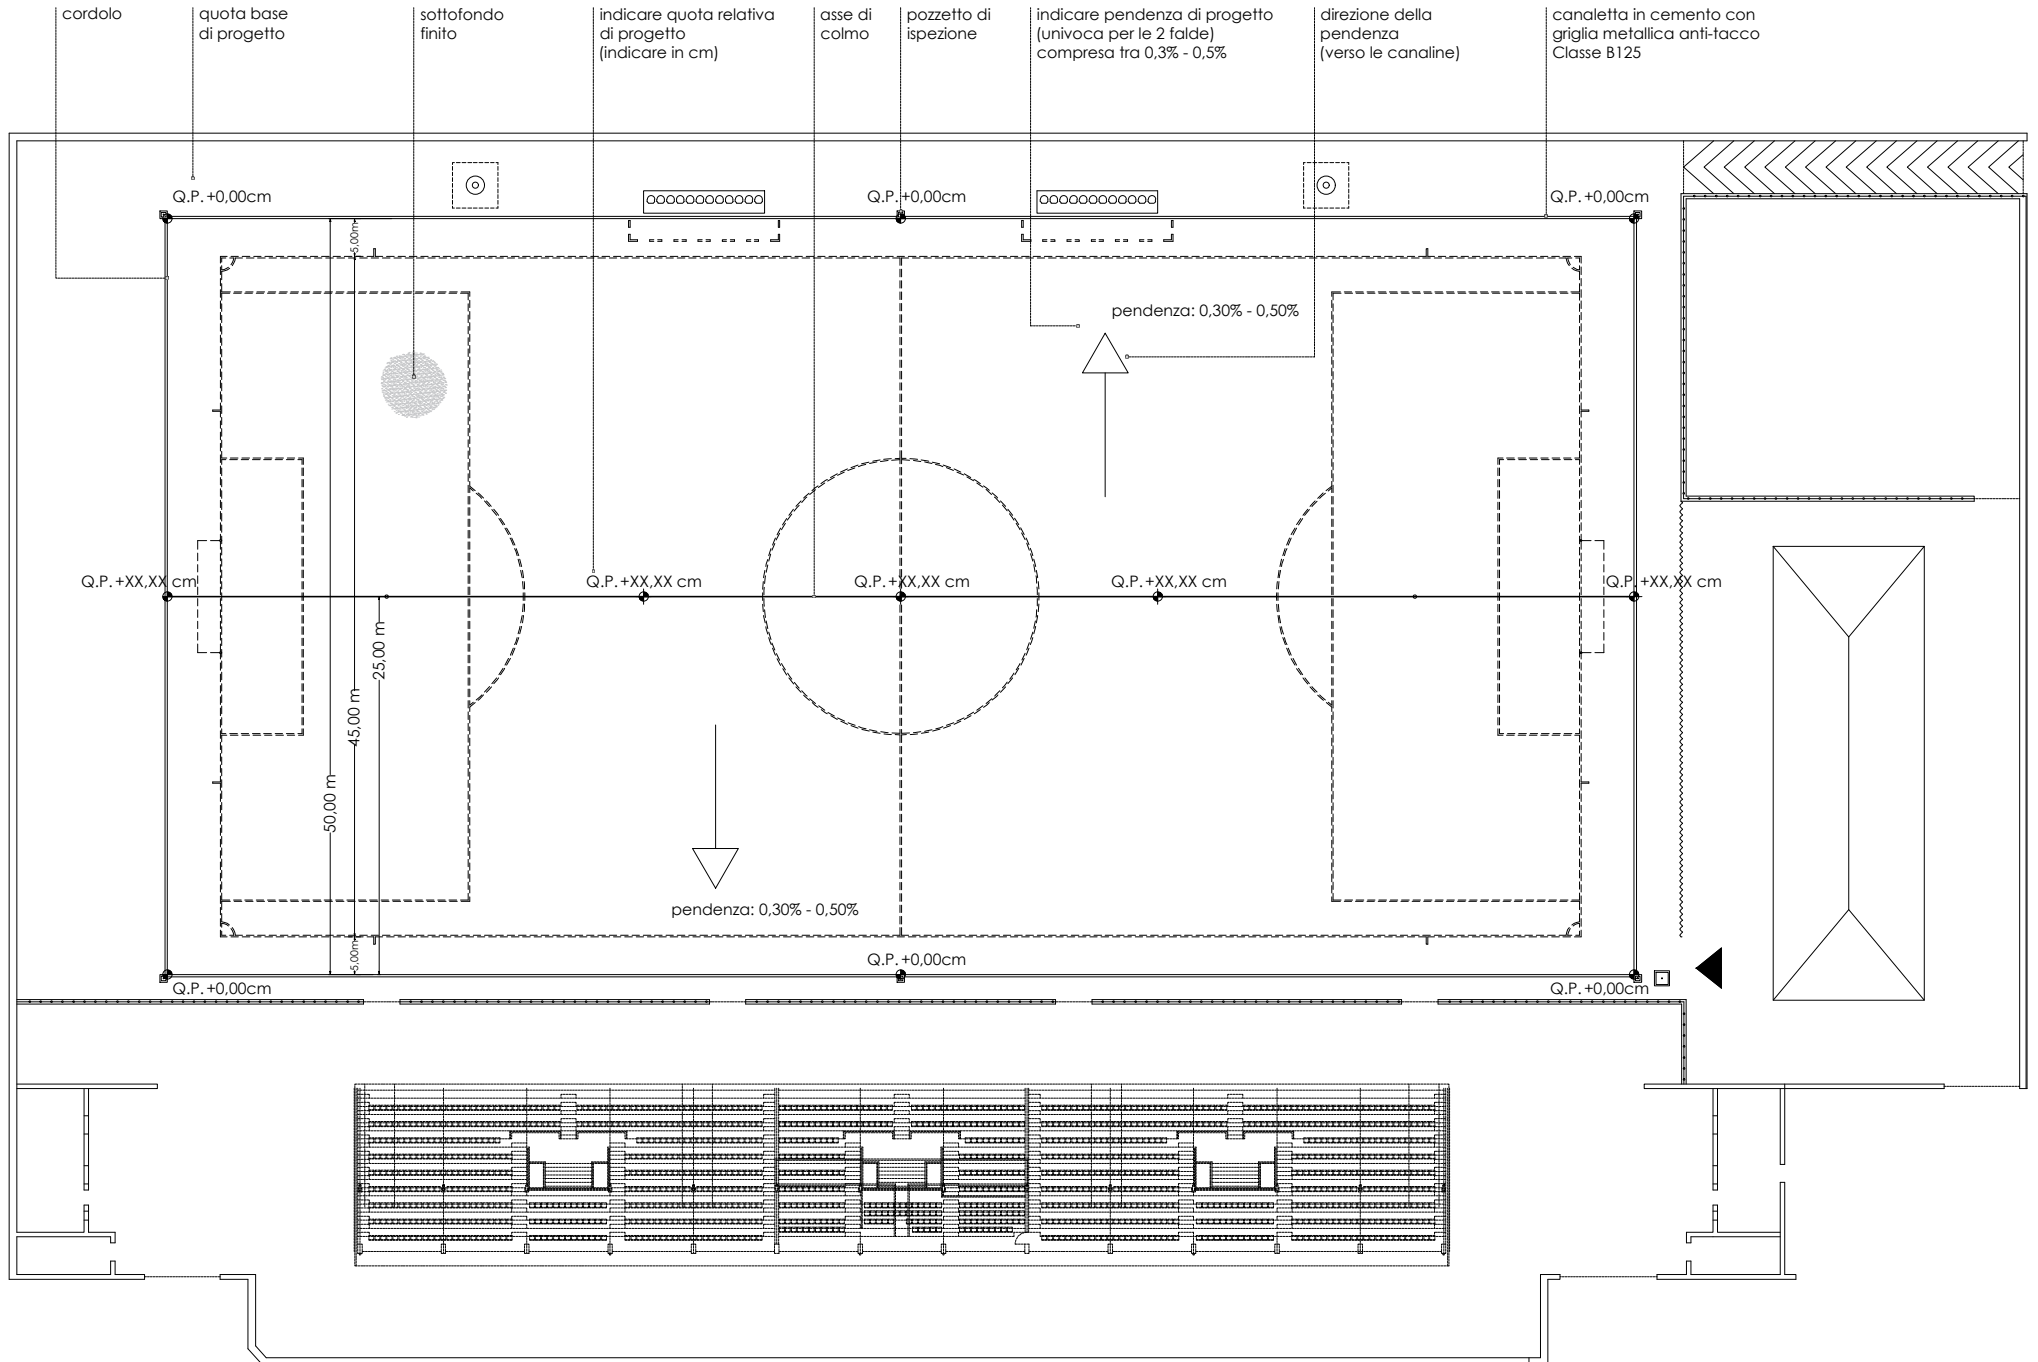 cordolo
quota base
di progetto
sottofondo
finito
indicare quota relativa
di progetto
(indicare in cm)
asse di
colmo
pozzetto di
ispezione
indicare pendenza di progetto
(univoca per le 2 falde)
compresa tra 0,3% - 0,5%
direzione della
pendenza
(verso le canaline)
canaletta in cemento con
griglia metallica anti-tacco
Classe B125
Q.P. +0,00cm
Q.P. +0,00cm
Q.P. +0,00cm
5,00m
pendenza: 0,30% - 0,50%
Q.P. +XX,XX cm
Q.P. +XX,XX cm
Q.P. +XX,XX cm
Q.P. +XX,XX cm
Q.P. +XX,XX cm
25,00 m
45,00 m
50,00 m
pendenza: 0,30% - 0,50%
5,00m
Q.P. +0,00cm
Q.P. +0,00cm
Q.P. +0,00cm